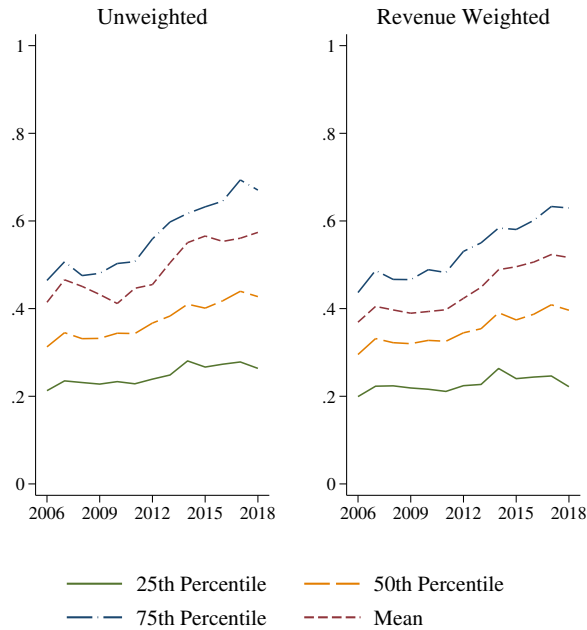 Unweighted Revenue Weighted
1 1
.8 .8
.6 .6
.4 .4
.2 .2
0 0
2006 2009 2012 2015 2018 2006 2009 2012 2015 2018
25th Percentile 50th Percentile
75th Percentile Mean